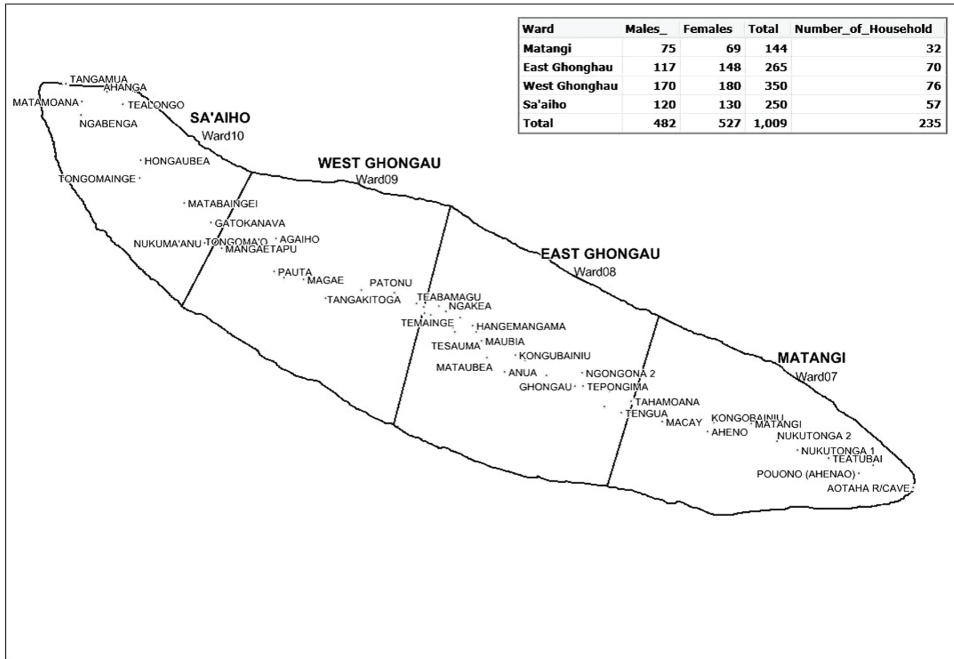 Ward Males_ Females Total Number_of_Household
Matangi 75 69 144 32
East Ghonghau 117 148 265 70
West Ghonghau 170 180 350 76
Sa'aiho 120 130 250 57
Total 482 527 1,009 235
TANGAMUA
AHANGA
MATAMOANA
TEALONGO
NGABENGA
SA'AIHO
Ward10
HONGAUBEA
TONGOMAINGE
WEST GHONGAU
Ward09
MATABAINGEI
GATOKANAVA
NUKUMA'ANU
TONGOMA'O
AGAIHO
MANGAETAPU
PAUTA
MAGAE
PATONU
TANGAKITOGA
EAST GHONGAU
Ward08
TEABAMAGU
NGAKEA
TEMAINGE
HANGEMANGAMA
TESAUMA
MAUBIA
KONGUBAINIU
MATAUBEA
ANUA
NGONGONA 2
GHONGAU
TEPONGIMA
MATANGI
Ward07
TAHAMOANA
TENGUA
MACAY
KONGOBAINIU
MATANGI
AHENO
NUKUTONGA 2
NUKUTONGA 1
TEATUBAI
POUONO (AHENAO)
AOTAHA R/CAVE